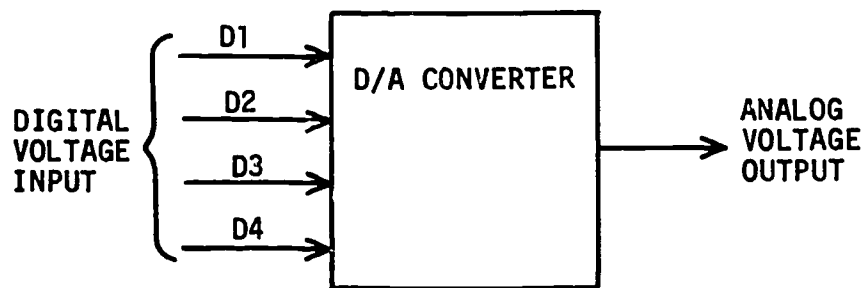 DIGITAL
VOLTAGE
INPUT
D1
D2
D3
D4
D/A CONVERTER
ANALOG
VOLTAGE
OUTPUT